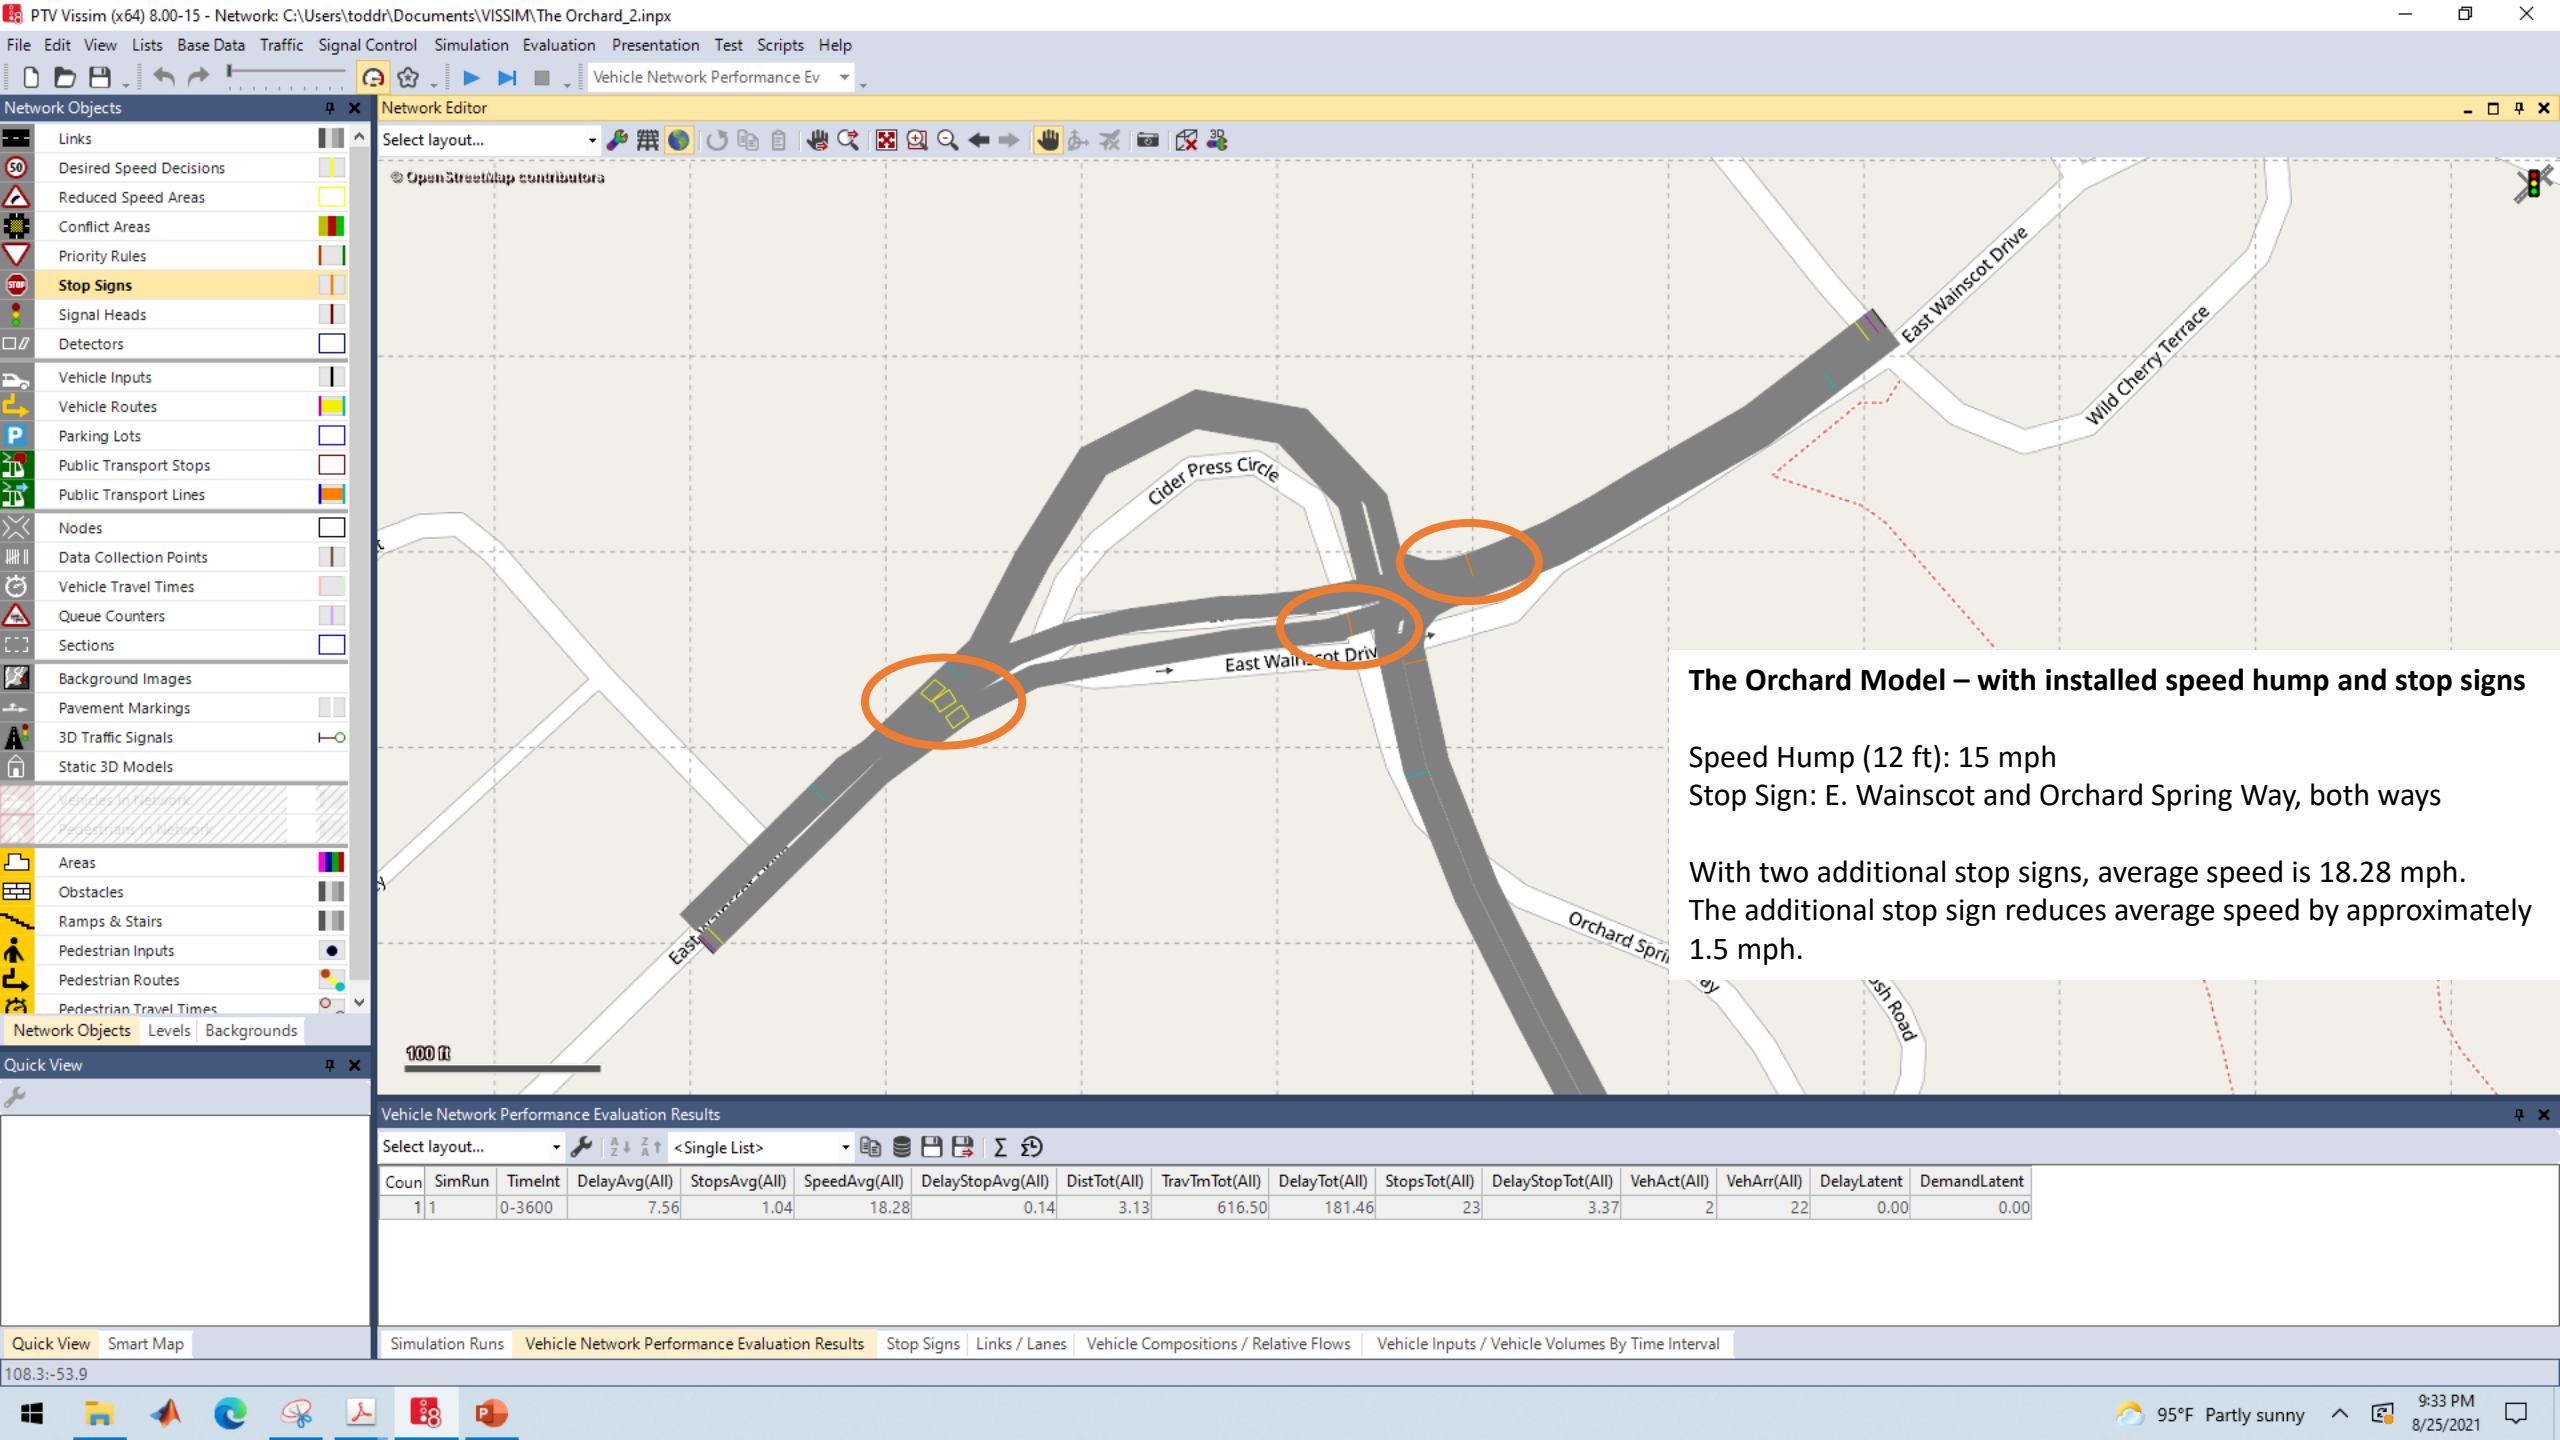 PTV Vissim (x64) 8.00-15 - Network: C:\Users\toddr\Documents\VISSIM\The Orchard_2.inpx
File Edit View Lists Base Data Traffic Signal Control Simulation Evaluation Presentation Test Scripts Help
Vehicle Network Performance Ev
Network Objects
Links
Desired Speed Decisions
Reduced Speed Areas
Conflict Areas
Priority Rules
Stop Signs
Signal Heads
Detectors
Vehicle Inputs
Vehicle Routes
Parking Lots
Public Transport Stops
Public Transport Lines
Nodes
Data Collection Points
Vehicle Travel Times
Queue Counters
Sections
Background Images
Pavement Markings
3D Traffic Signals
Static 3D Models
Vehicles In Network
Pedestrians In Network
Areas
Obstacles
Ramps & Stairs
Pedestrian Inputs
Pedestrian Routes
Pedestrian Travel Times
Network Objects Levels Backgrounds
Quick View
Quick View Smart Map
Network Editor
Select layout...
© OpenStreetMap contributors
East Wainscot Drive
Wild Cherry Terrace
Cider Press Circle
East Wainscot Driv
East Wainscot Drive
Orchard Spri
ay
sh Road
100 ft
The Orchard Model – with installed speed hump and stop signs
Speed Hump (12 ft): 15 mph
Stop Sign: E. Wainscot and Orchard Spring Way, both ways
With two additional stop signs, average speed is 18.28 mph.
The additional stop sign reduces average speed by approximately
1.5 mph.
Vehicle Network Performance Evaluation Results
Select layout... <Single List>
Coun SimRun TimeInt DelayAvg(All) StopsAvg(All) SpeedAvg(All) DelayStopAvg(All) DistTot(All) TravTmTot(All) DelayTot(All) StopsTot(All) DelayStopTot(All) VehAct(All) VehArr(All) DelayLatent DemandLatent
1 1 0-3600 7.56 1.04 18.28 0.14 3.13 616.50 181.46 23 3.37 2 22 0.00 0.00
Simulation Runs Vehicle Network Performance Evaluation Results Stop Signs Links / Lanes Vehicle Compositions / Relative Flows Vehicle Inputs / Vehicle Volumes By Time Interval
108.3:-53.9
95°F Partly sunny
9:33 PM
8/25/2021